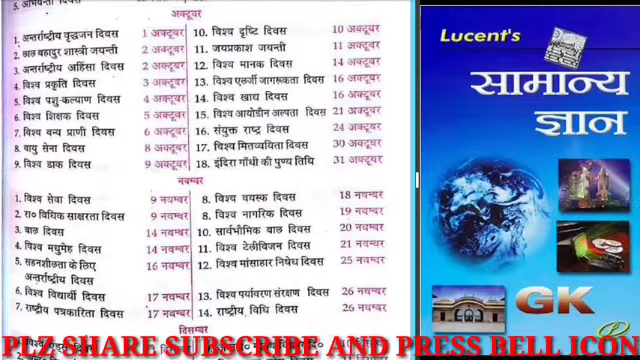 अक्टूबर
1. अन्तर्राष्ट्रीय वृद्धजन दिवस 1 अक्टूबर
2. लाल बहादुर शास्त्री जयन्ती 2 अक्टूबर
3. अन्तर्राष्ट्रीय अहिंसा दिवस 2 अक्टूबर
4. विश्व प्रकृति दिवस 3 अक्टूबर
5. विश्व पशु-कल्याण दिवस 4 अक्टूबर
6. विश्व शिक्षक दिवस 5 अक्टूबर
7. विश्व वन्य प्राणी दिवस 6 अक्टूबर
8. वायु सेना दिवस 8 अक्टूबर
9. विश्व डाक दिवस 9 अक्टूबर
10. विश्व दृष्टि दिवस 10 अक्टूबर
11. जयप्रकाश जयन्ती 11 अक्टूबर
12. विश्व मानक दिवस 14 अक्टूबर
13. विश्व एलर्जी जागरूकता दिवस 16 अक्टूबर
14. विश्व खाद्य दिवस 16 अक्टूबर
15. विश्व आयोडीन अल्पता दिवस 21 अक्टूबर
16. संयुक्त राष्ट्र दिवस 24 अक्टूबर
17. विश्व मितव्ययिता दिवस 30 अक्टूबर
18. इंदिरा गाँधी की पुण्य तिथि 31 अक्टूबर
नवम्बर
1. विश्व सेवा दिवस 9 नवम्बर
2. रा० विधिक साक्षरता दिवस 9 नवम्बर
3. बाल दिवस 14 नवम्बर
4. विश्व मधुमेह दिवस 14 नवम्बर
5. सहनशीलता के लिए 16 नवम्बर
अन्तर्राष्ट्रीय दिवस
6. विश्व विद्यार्थी दिवस 17 नवम्बर
7. राष्ट्रीय पत्रकारिता दिवस 17 नवम्बर
8. विश्व वयस्क दिवस 18 नवम्बर
9. विश्व नागरिक दिवस 19 नवम्बर
10. सार्वभौमिक बाल दिवस 20 नवम्बर
11. विश्व टेलीविजन दिवस 21 नवम्बर
12. विश्व मांसाहार निषेध दिवस 25 नवम्बर
13. विश्व पर्यावरण संरक्षण दिवस 26 नवम्बर
14. राष्ट्रीय विधि दिवस 26 नवम्बर
दिसम्बर
Lucent's
सामान्य
ज्ञान
GK
PLZ SHARE SUBSCRIBE AND PRESS BELL ICON